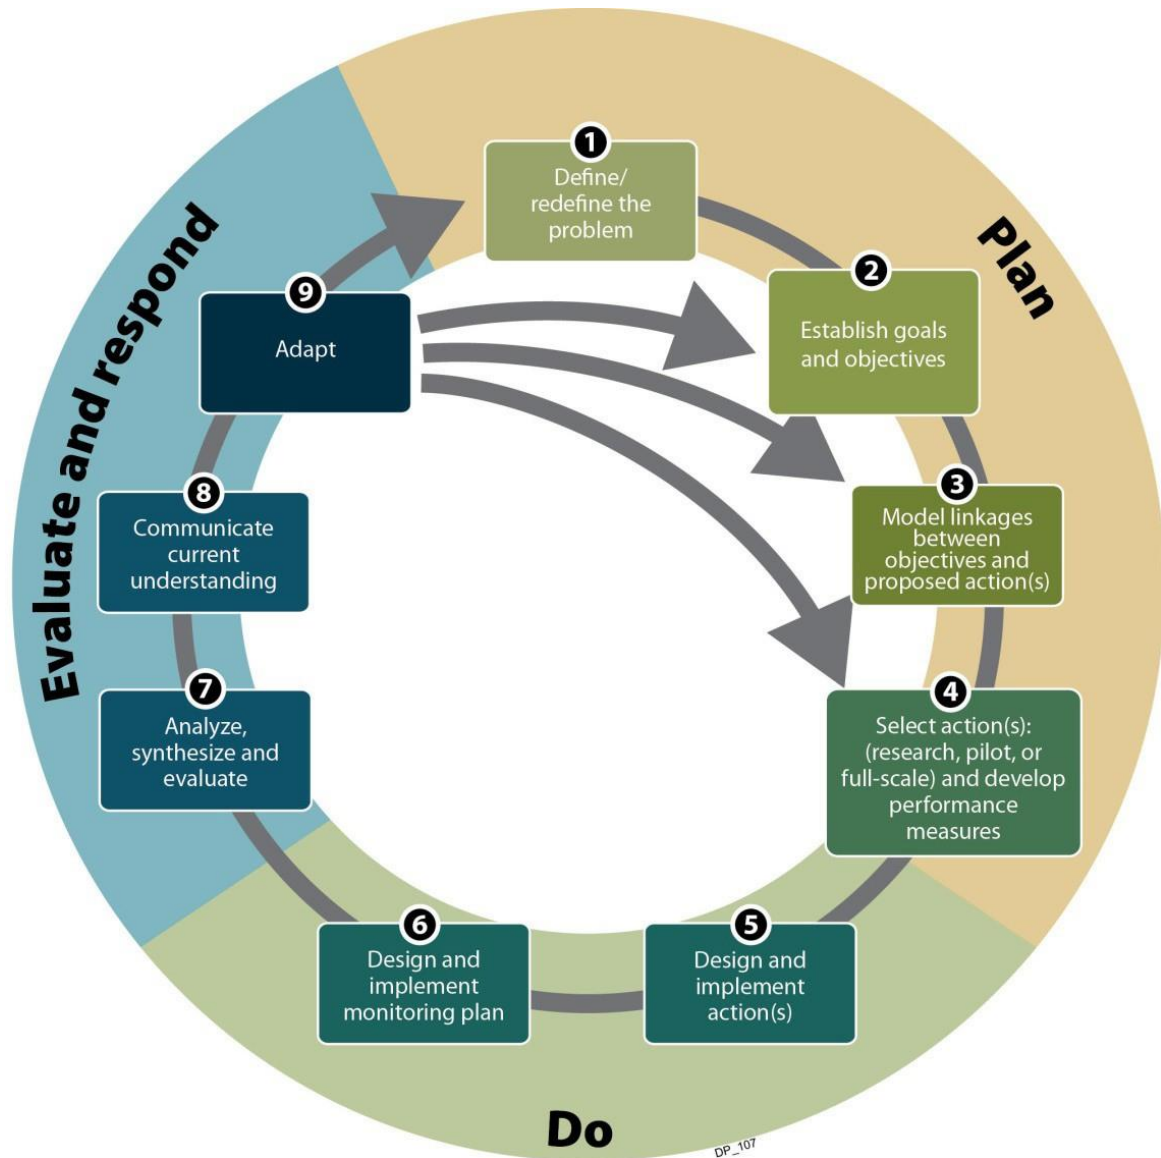 1
Define/
redefine the
problem
Plan
2
Establish goals
and objectives
3
Model linkages
between
objectives and
proposed action(s)
4
Select action(s):
(research, pilot, or
full-scale) and develop
performance
measures
5
Design and
implement
action(s)
6
Design and
implement
monitoring plan
Do
7
Analyze,
synthesize and
evaluate
8
Communicate
current
understanding
9
Adapt
Evaluate and respond
DP_107